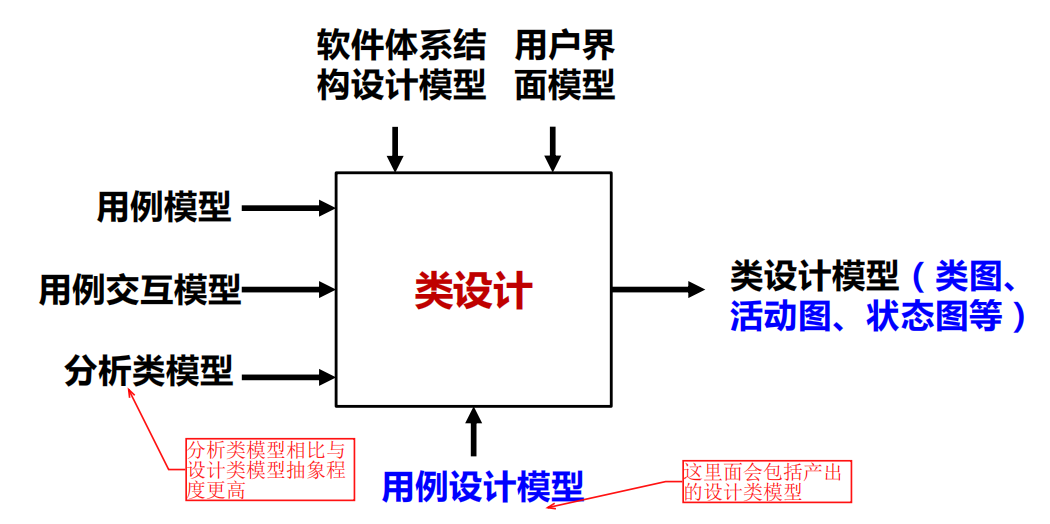 软件体系结
构设计模型
用户界
面模型
用例模型
用例交互模型
分析类模型
类设计
类设计模型（类图、
活动图、状态图等）
用例设计模型
分析类模型相比与
设计类模型抽象程
度更高
这里面会包括产出
的设计类模型